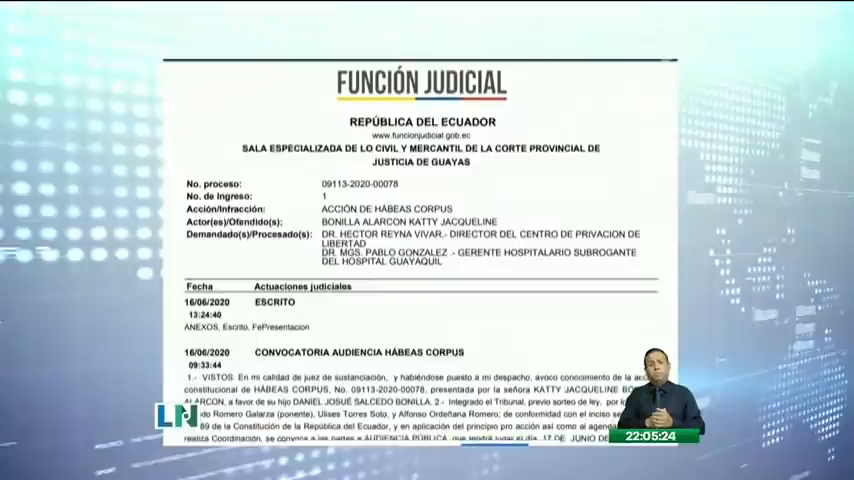 FUNCIÓN JUDICIAL
REPÚBLICA DEL ECUADOR
www.funcionjudicial.gob.ec
SALA ESPECIALIZADA DE LO CIVIL Y MERCANTIL DE LA CORTE PROVINCIAL DE
JUSTICIA DE GUAYAS
No. proceso: 09113-2020-00078
No. de Ingreso: 1
Acción/Infracción: ACCIÓN DE HÁBEAS CORPUS
Actor(es)/Ofendido(s): BONILLA ALARCON KATTY JACQUELINE
Demandado(s)/Procesado(s): DR. HECTOR REYNA VIVAR.- DIRECTOR DEL CENTRO DE PRIVACION DE
LIBERTAD
DR. MGS. PABLO GONZALEZ .- GERENTE HOSPITALARIO SUBROGANTE
DEL HOSPITAL GUAYAQUIL
Fecha Actuaciones judiciales
16/06/2020 ESCRITO
13:24:40
ANEXOS, Escrito, FePresentacion
16/06/2020 CONVOCATORIA AUDIENCIA HÁBEAS CORPUS
09:33:44
1.- VISTOS: En mi calidad de juez de sustanciación, y habiéndose puesto a mi despacho, avoco conocimiento de la
constitucional de HÁBEAS CORPUS, No. 09113-2020-00078, presentada por la señora KATTY JACQUELINE
ALARCON, a favor de su hijo DANIEL JOSUÉ SALCEDO BONILLA. 2.- Integrado el Tribunal, previo sorteo de ley,
do Romero Galarza (ponente), Ulises Torres Soto, y Alfonso Ordeñana Romero; de conformidad con el inciso
89 de la Constitución de la República del Ecuador, y en aplicación del principio pro acción así como al
realiza Coordinación, se convoca a las partes a AUDIENCIA PÚBLICA, que tendrá lugar el día, 17 DE JUNIO DE
LN
22:05:24